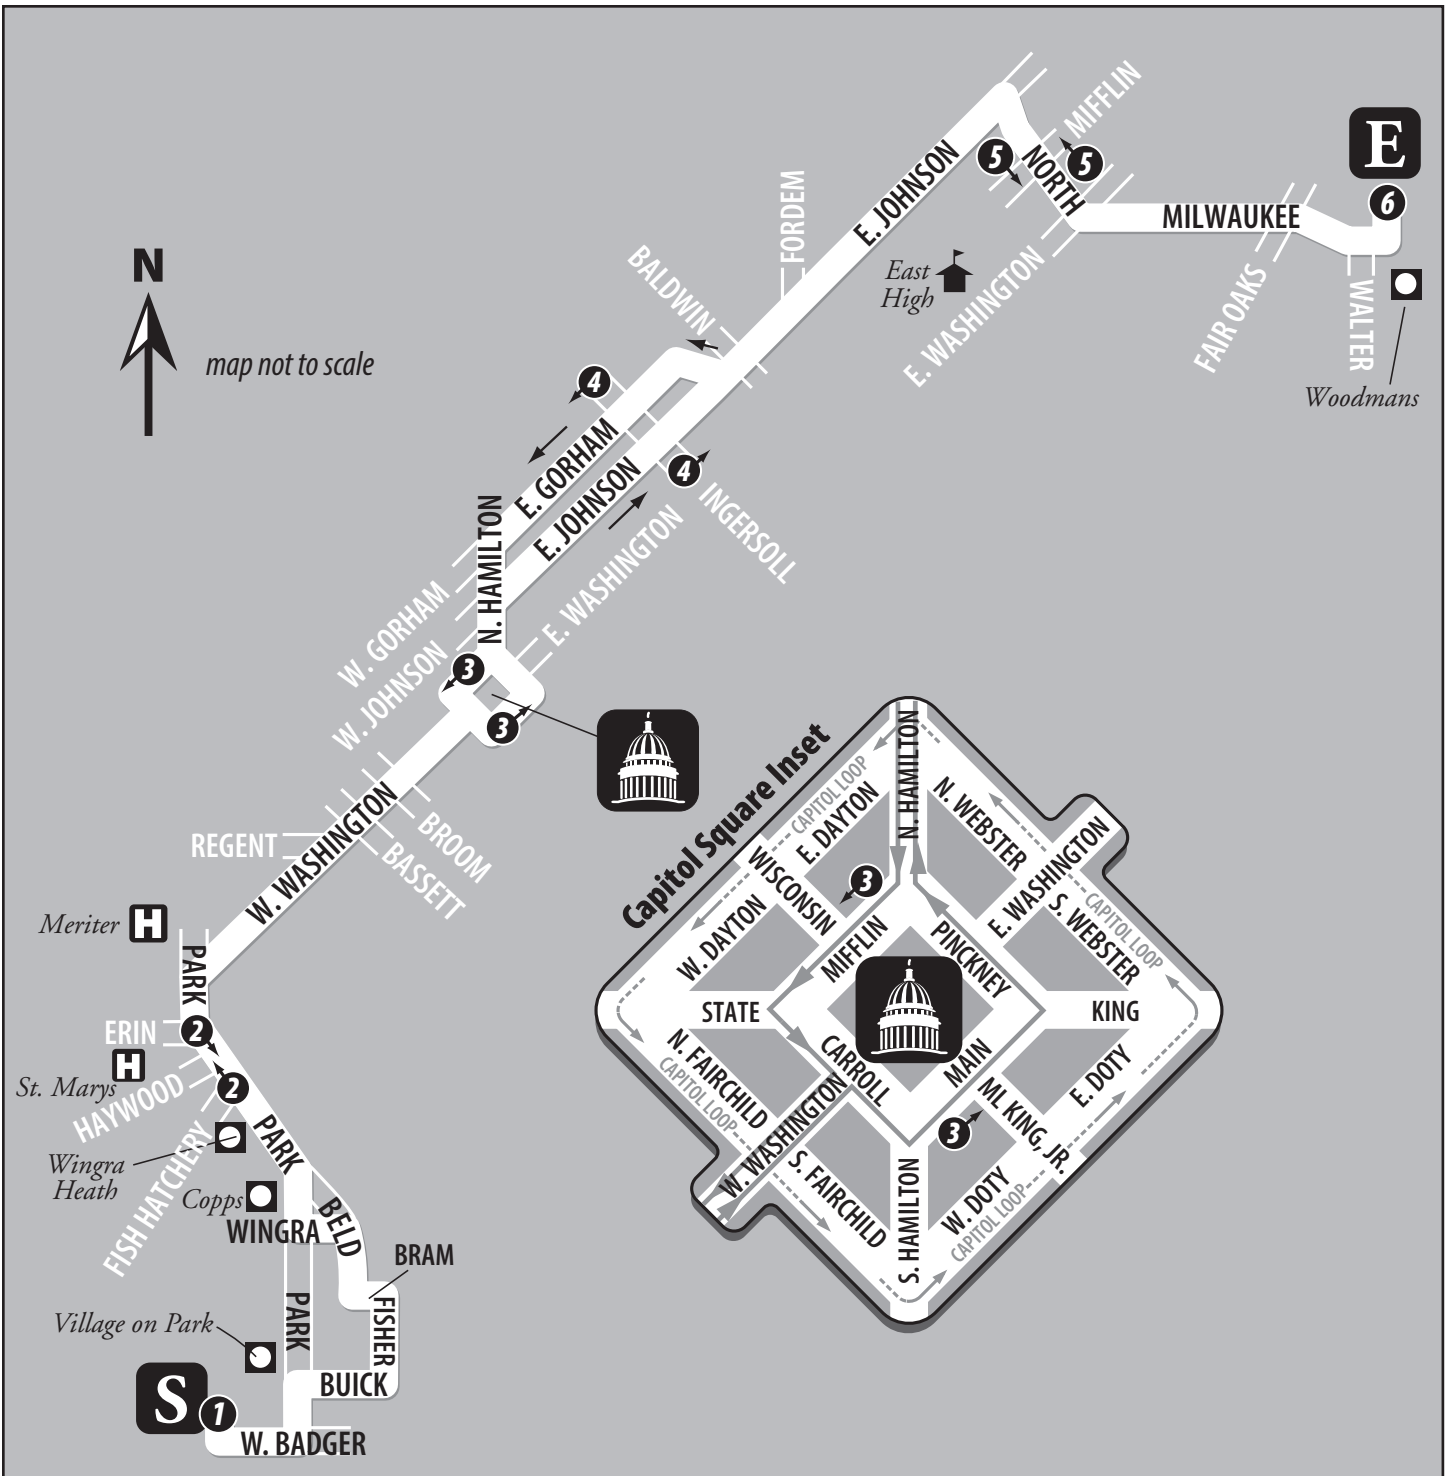 MIFFLIN
E
5
5
NORTH
6
E. JOHNSON
MILWAUKEE
FORDEM
BALDWIN
East
High
E. WASHINGTON
FAIR OAKS
WALTER
Woodmans
N
map not to scale
4
E. GORHAM
E. JOHNSON
4
INGERSOLL
N. HAMILTON
E. WASHINGTON
W. GORHAM
W. JOHNSON
3
3
W. WASHINGTON
REGENT
BROOM
BASSETT
Meriter
H
PARK
ERIN
2
H
St. Marys
2
HAYWOOD
PARK
FISH HATCHERY
Wingra
Heath
Copps
WINGRA
BELD
BRAM
FISHER
PARK
Village on Park
BUICK
S
1
W. BADGER
Capitol Square Inset
N. HAMILTON
CAPITOL LOOP
E. DAYTON
N. WEBSTER
WISCONSIN
3
E. WASHINGTON
W. DAYTON
MIFFLIN
PINCKNEY
S. WEBSTER
CAPITOL LOOP
STATE
KING
N. FAIRCHILD
CAPITOL LOOP
CARROLL
MAIN
ML KING, JR.
E. DOTY
W. WASHINGTON
3
S. FAIRCHILD
S. HAMILTON
W. DOTY
CAPITOL LOOP